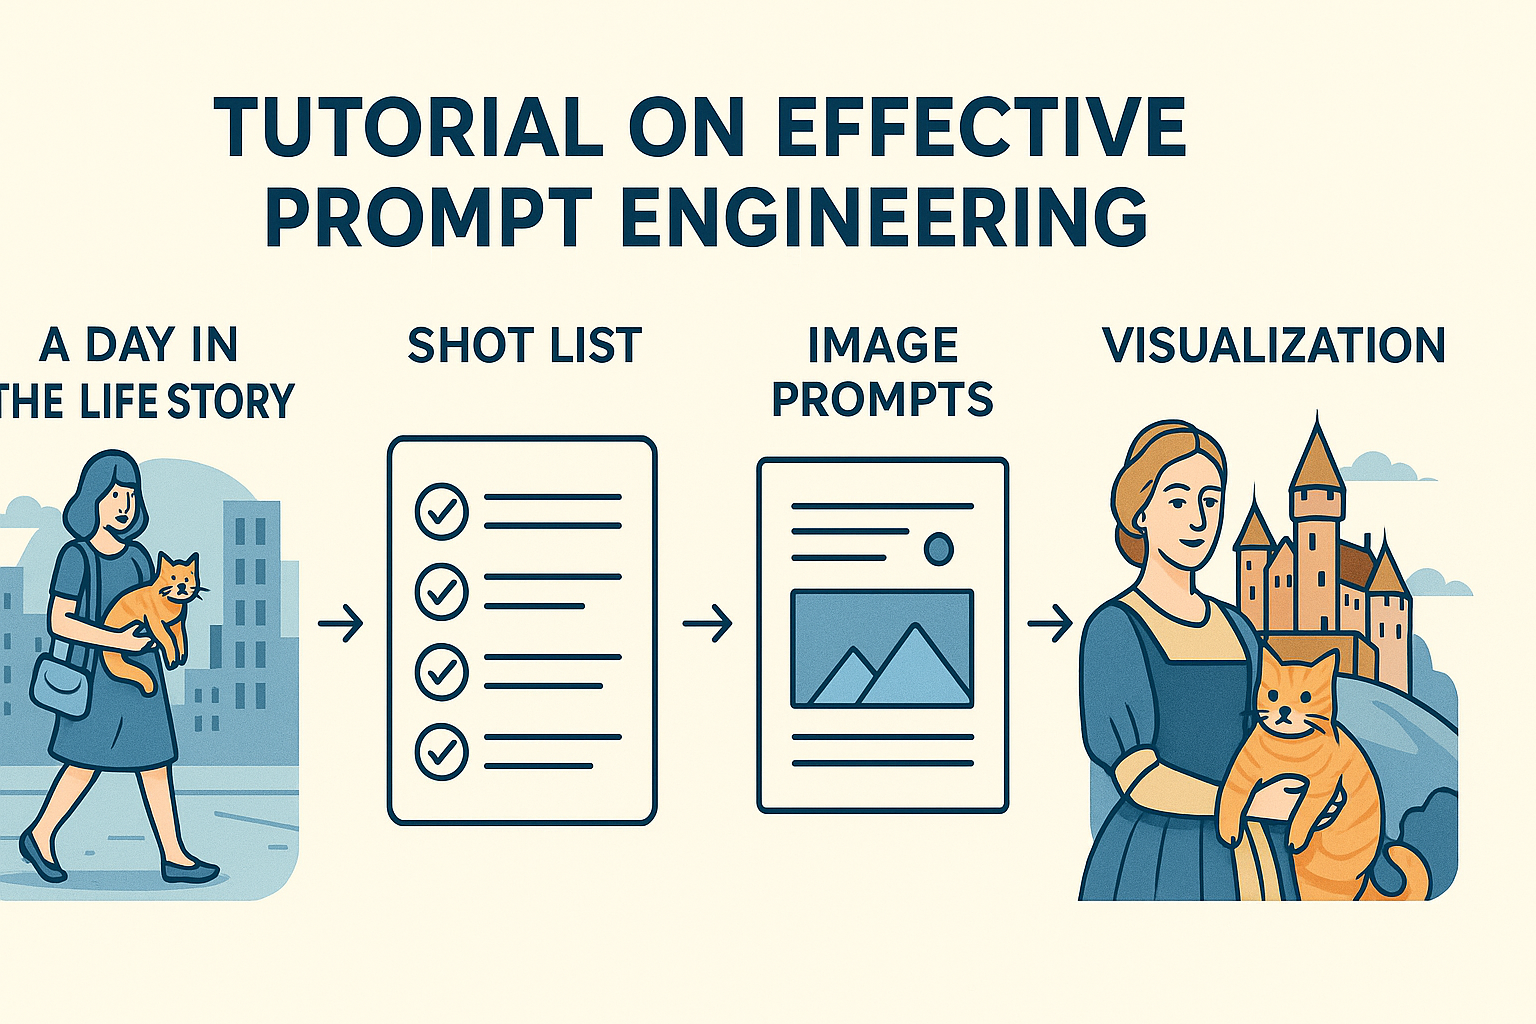 TUTORIAL ON EFFECTIVE
PROMPT ENGINEERING
A DAY IN
THE LIFE STORY
SHOT LIST
IMAGE
PROMPTS
VISUALIZATION